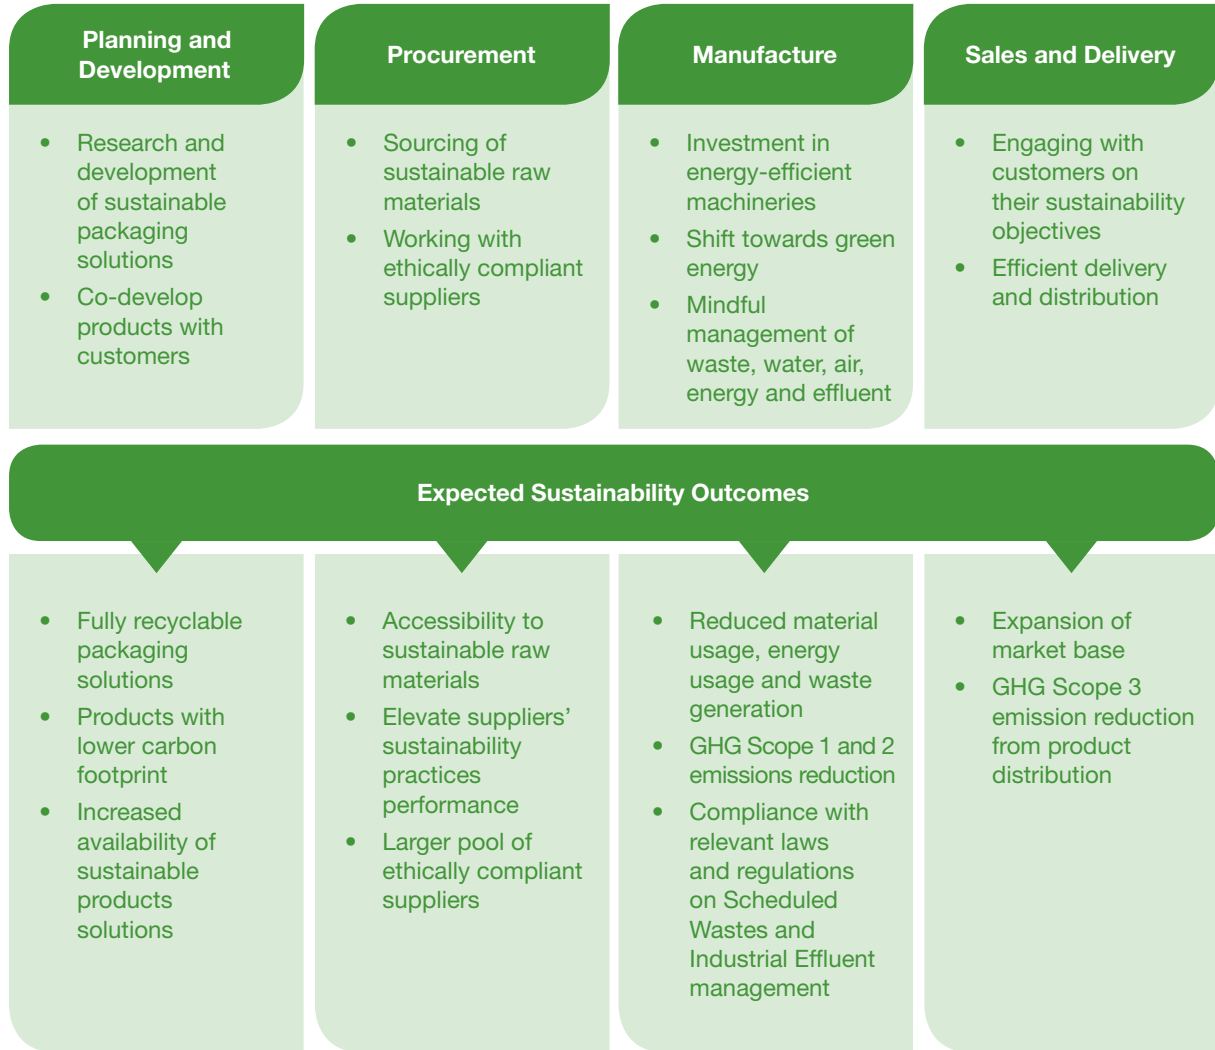 Planning and
Development
• Research and
development
of sustainable
packaging
solutions
• Co-develop
products with
customers
Procurement
• Sourcing of
sustainable raw
materials
• Working with
ethically compliant
suppliers
Manufacture
• Investment in
energy-efficient
machineries
• Shift towards green
energy
• Mindful
management of
waste, water, air,
energy and effluent
Sales and Delivery
• Engaging with
customers on
their sustainability
objectives
• Efficient delivery
and distribution
Expected Sustainability Outcomes
• Fully recyclable
packaging
solutions
• Products with
lower carbon
footprint
• Increased
availability of
sustainable
products
solutions
• Accessibility to
sustainable raw
materials
• Elevate suppliers’
sustainability
practices
performance
• Larger pool of
ethically compliant
suppliers
• Reduced material
usage, energy
usage and waste
generation
• GHG Scope 1 and 2
emissions reduction
• Compliance with
relevant laws
and regulations
on Scheduled
Wastes and
Industrial Effluent
management
• Expansion of
market base
• GHG Scope 3
emission reduction
from product
distribution